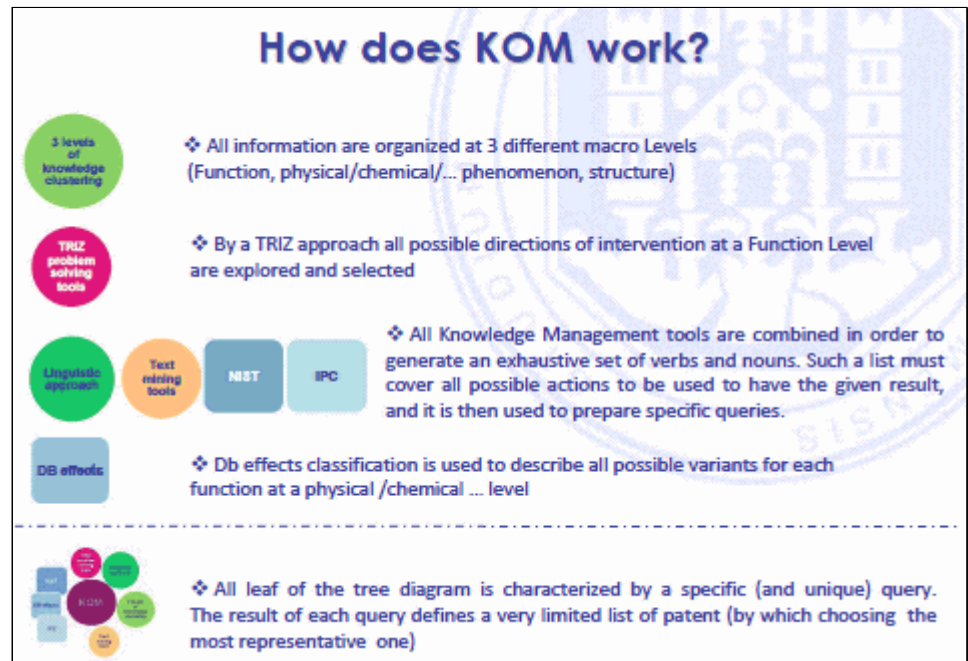 How does KOM work?
3 levels
of
knowledge
clustering
❖ All information are organized at 3 different macro Levels
(Function, physical/chemical/... phenomenon, structure)
TRIZ
problem
solving
tools
❖ By a TRIZ approach all possible directions of intervention at a Function Level
are explored and selected
Linguistic
approach
Text
mining
tools
NIST
IPC
❖ All Knowledge Management tools are combined in order to
generate an exhaustive set of verbs and nouns. Such a list must
cover all possible actions to be used to have the given result,
and it is then used to prepare specific queries.
DB effects
❖ Db effects classification is used to describe all possible variants for each
function at a physical /chemical ... level
KOM
❖ All leaf of the tree diagram is characterized by a specific (and unique) query.
The result of each query defines a very limited list of patent (by which choosing the
most representative one)